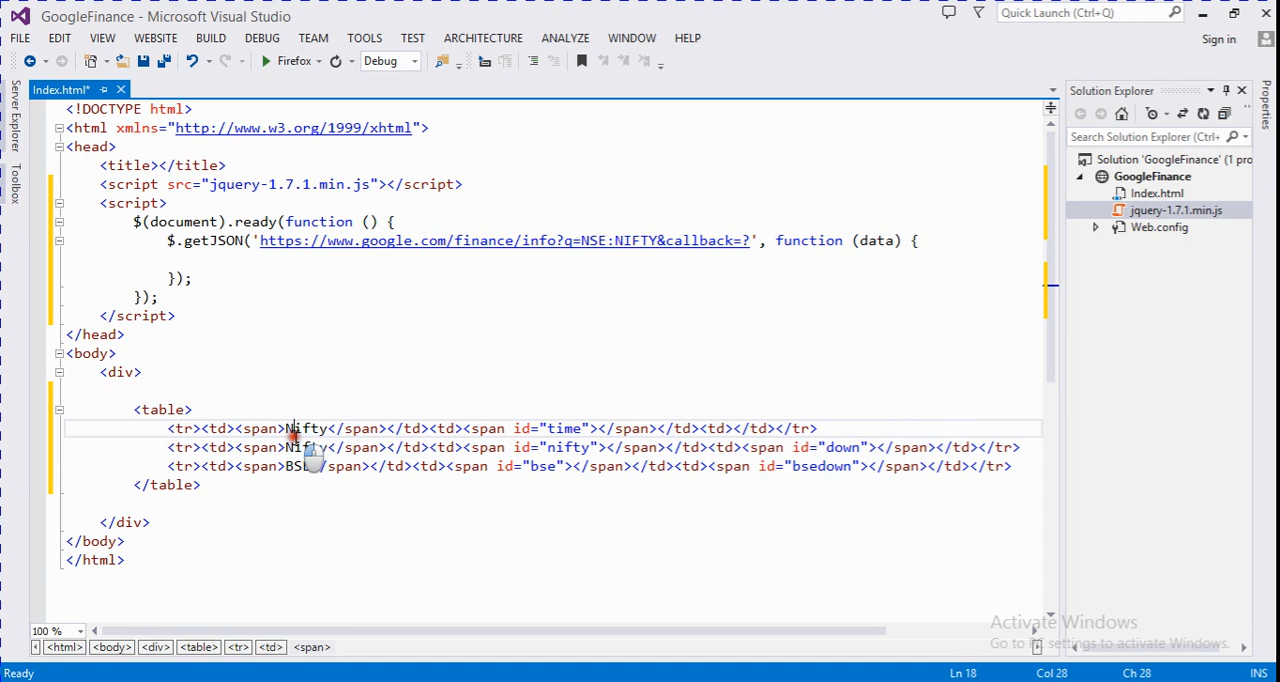 GoogleFinance - Microsoft Visual Studio
Quick Launch (Ctrl+Q)
FILE EDIT VIEW WEBSITE BUILD DEBUG TEAM TOOLS TEST ARCHITECTURE ANALYZE WINDOW HELP
Sign in
Firefox Debug
Server Explorer
Toolbox
Index.html*
<!DOCTYPE html>
<html xmlns="http://www.w3.org/1999/xhtml">
<head>
<title></title>
<script src="jquery-1.7.1.min.js"></script>
<script>
$(document).ready(function () {
$.getJSON('https://www.google.com/finance/info?q=NSE:NIFTY&callback=?', function (data) {
});
});
</script>
</head>
<body>
<div>
<table>
<tr><td><span>Nifty</span></td><td><span id="time"></span></td><td></td></tr>
<tr><td><span>Nifty</span></td><td><span id="nifty"></span></td><td><span id="down"></span></td></tr>
<tr><td><span>BSE</span></td><td><span id="bse"></span></td><td><span id="bsedown"></span></td></tr>
</table>
</div>
</body>
</html>
100 %
<html> <body> <div> <table> <tr> <td> <span>
Solution Explorer
Search Solution Explorer (Ctrl+
Solution 'GoogleFinance' (1 pro
GoogleFinance
Index.html
jquery-1.7.1.min.js
Web.config
Properties
Activate Windows
Go to PC settings to activate Windows.
Ready Ln 18 Col 28 Ch 28 INS